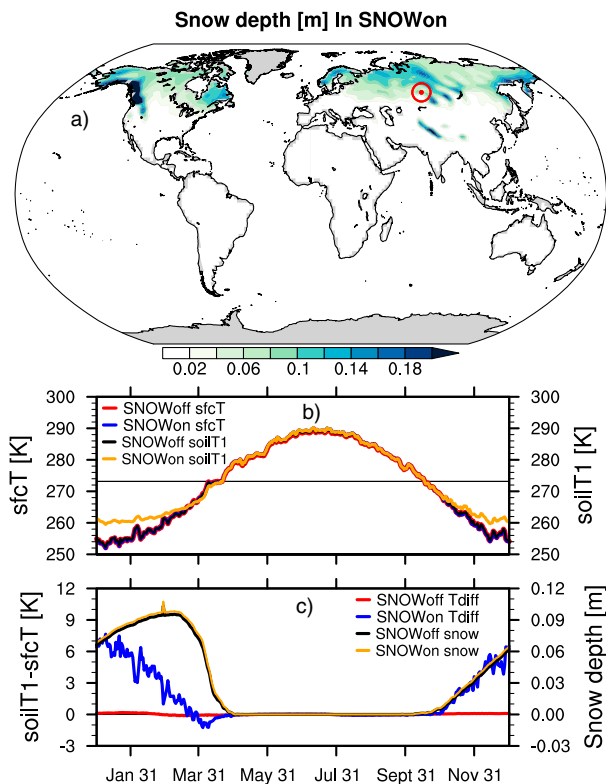 Snow depth [m] In SNOWon
a)
0.02 0.06 0.1 0.14 0.18
300 300
290 290
280 280
270 270
260 260
250 250
sfcT [K]
soilT1 [K]
b)
SNOWoff sfcT
SNOWon sfcT
SNOWoff soilT1
SNOWon soilT1
12 0.12
9 0.09
6 0.06
3 0.03
0 0.00
-3 -0.03
soilT1-sfcT [K]
Snow depth [m]
c)
SNOWoff Tdiff
SNOWon Tdiff
SNOWoff snow
SNOWon snow
Jan 31 Mar 31 May 31 Jul 31 Sept 31 Nov 31